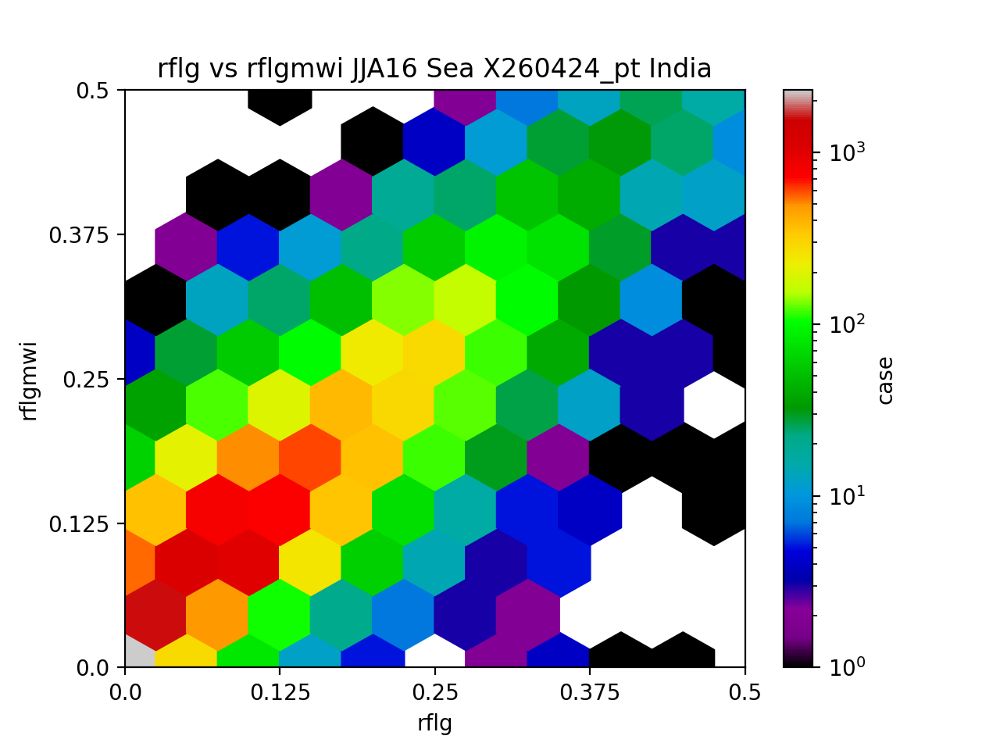 rflg vs rflgmwi JJA16 Sea X260424_pt India
0.5
0.375
0.25
0.125
0.0
rflgmwi
0.0 0.125 0.25 0.375 0.5
rflg
10³
10²
10¹
10⁰
case